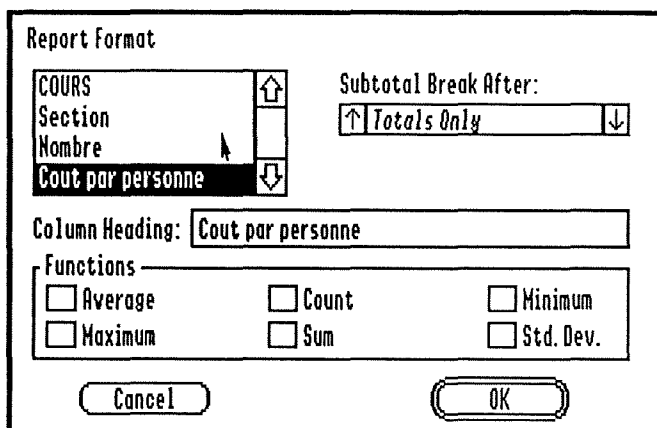 Report Format
COURS
Section
Nombre
Cout par personne
Subtotal Break After:
Totals Only
Column Heading: Cout par personne
Functions
Average Count Minimum
Maximum Sum Std. Dev.
Cancel OK